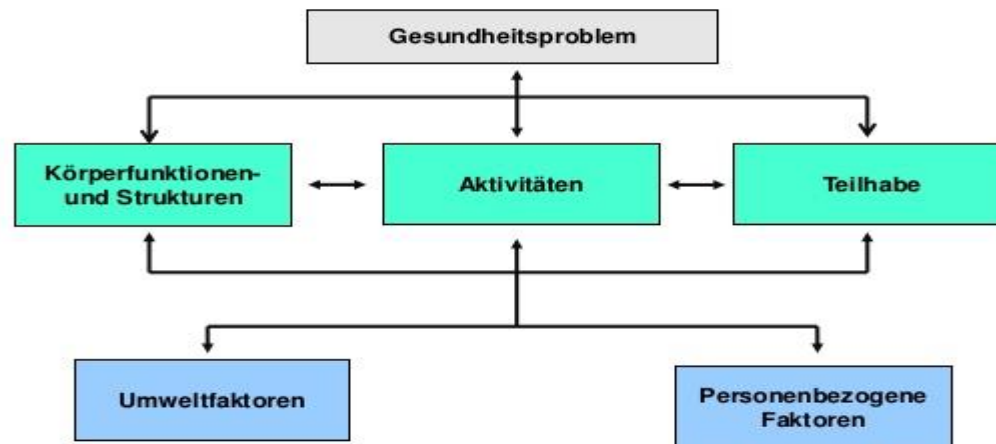 Gesundheitsproblem
Körperfunktionen-
und Strukturen
Aktivitäten
Teilhabe
Umweltfaktoren
Personenbezogene
Faktoren